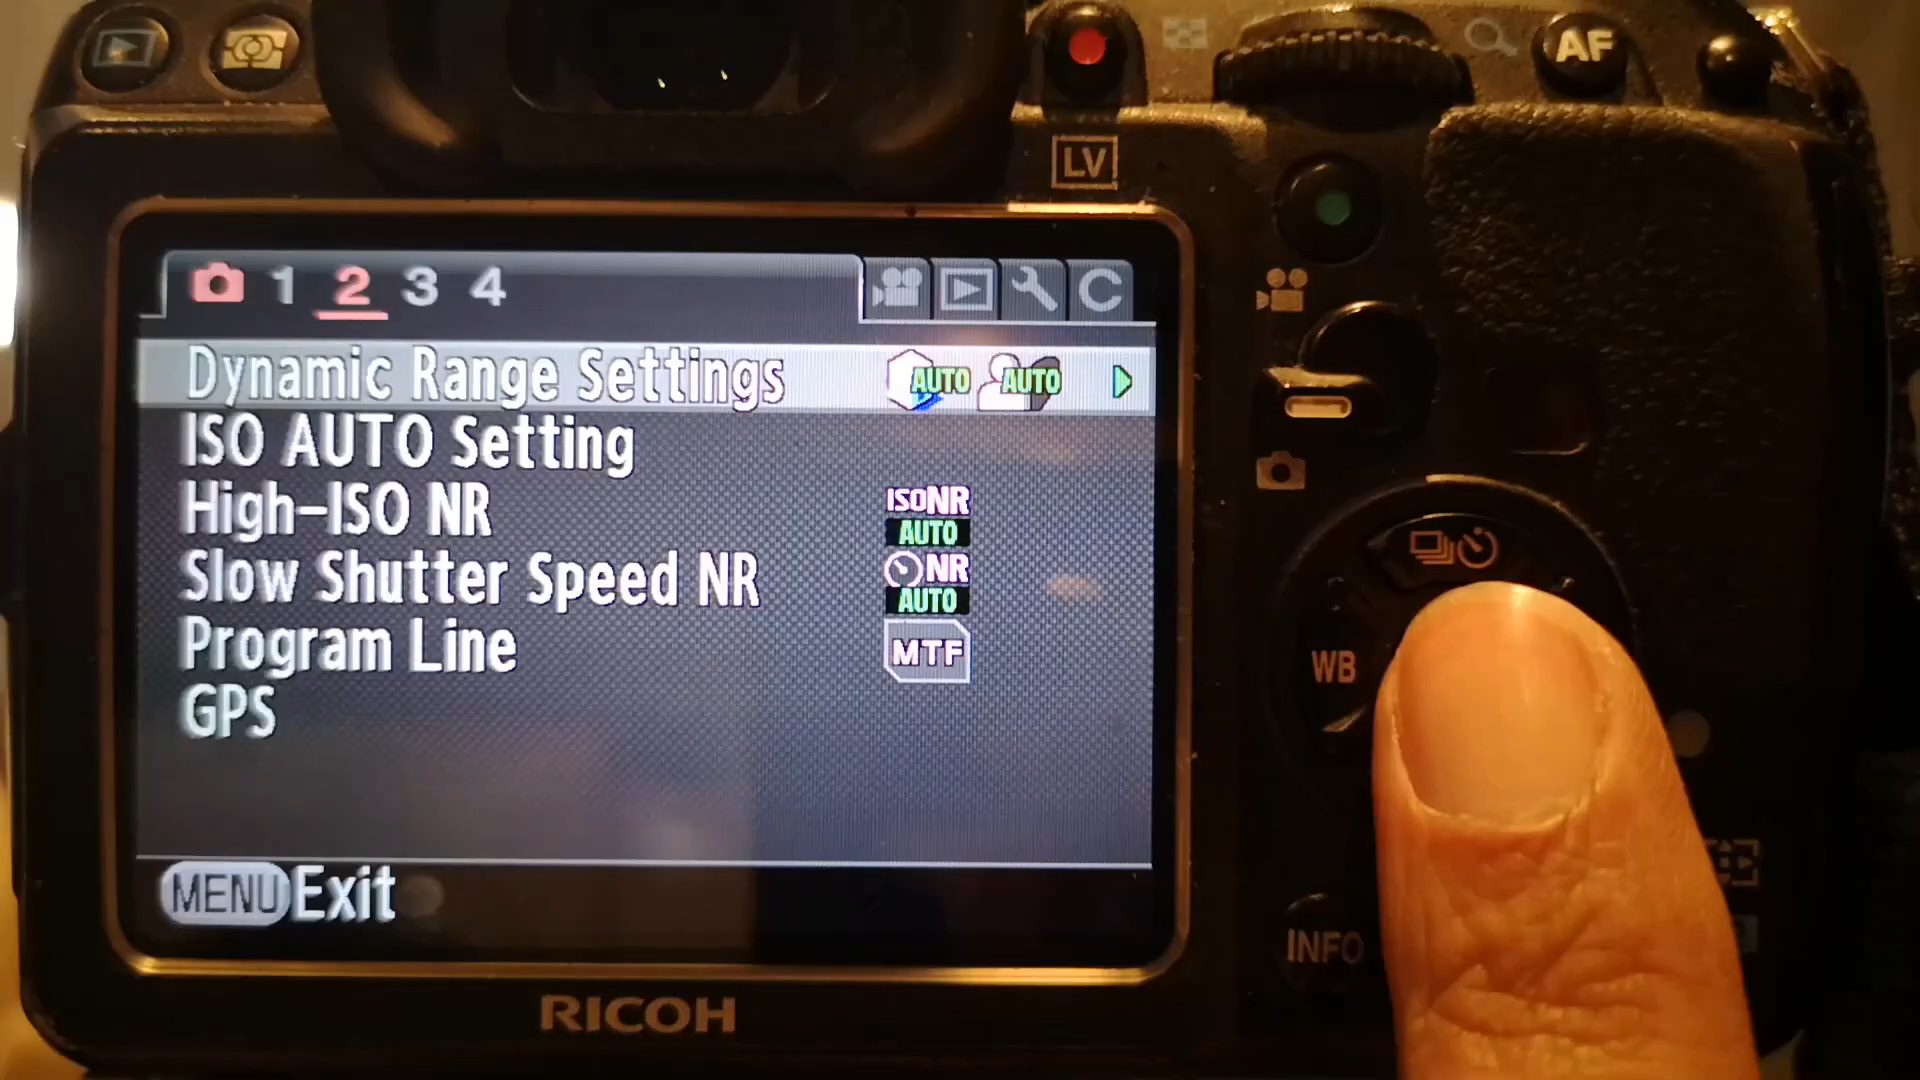 AF
LV
1 2 3 4
C
Dynamic Range Settings AUTO AUTO
ISO AUTO Setting
High-ISO NR ISONR AUTO
Slow Shutter Speed NR NR AUTO
Program Line MTF
GPS
MENU Exit
WB
INFO
RICOH